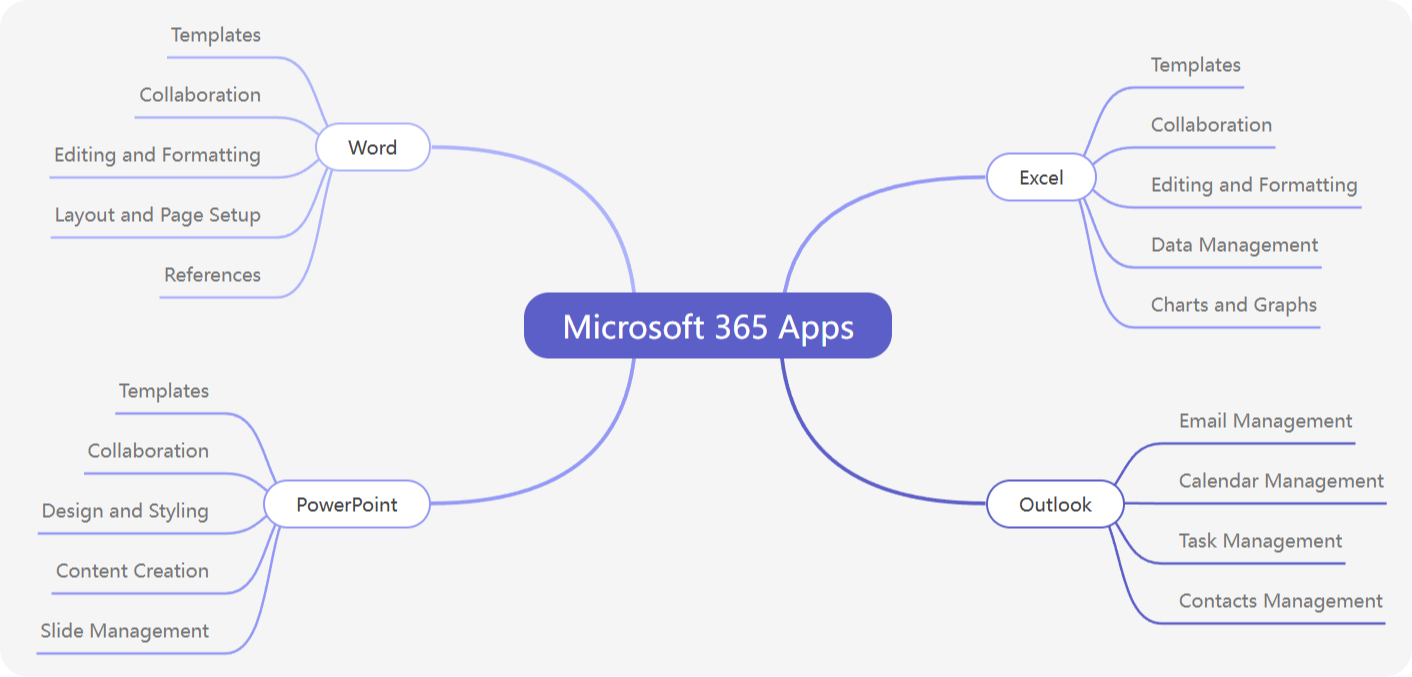 Microsoft 365 Apps
Word
Templates
Collaboration
Editing and Formatting
Layout and Page Setup
References
PowerPoint
Templates
Collaboration
Design and Styling
Content Creation
Slide Management
Excel
Templates
Collaboration
Editing and Formatting
Data Management
Charts and Graphs
Outlook
Email Management
Calendar Management
Task Management
Contacts Management